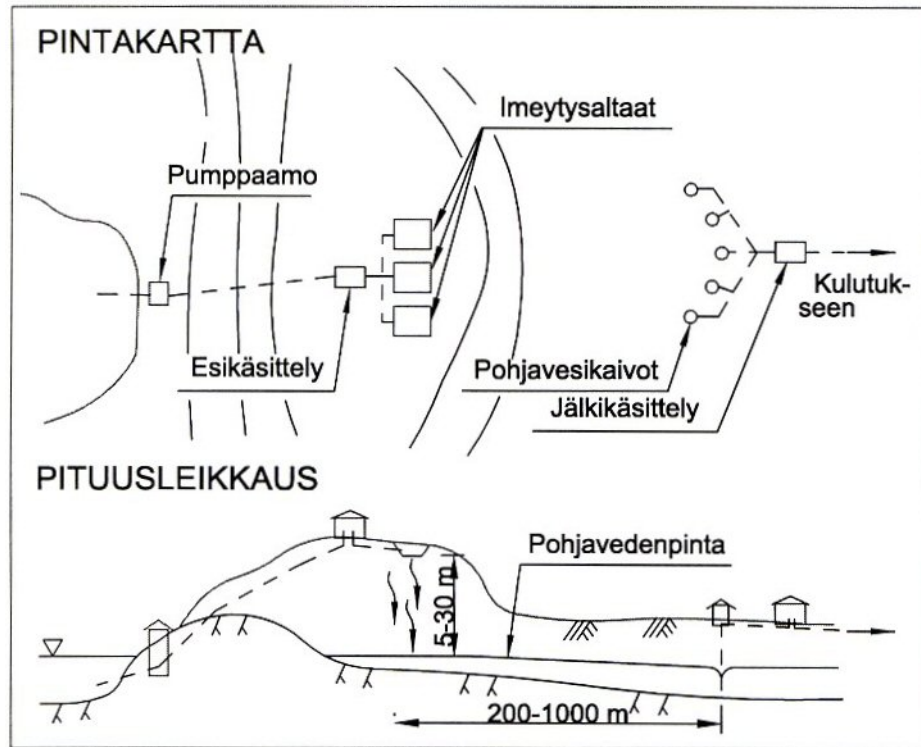 PINTAKARTTA
Imeytysaltaat
Pumppaamo
Kulutuk-
seen
Esikäsittely
Pohjavesikaivot
Jälkikäsittely
PITUUSLEIKKAUS
Pohjavedenpinta
5-30 m
200-1000 m